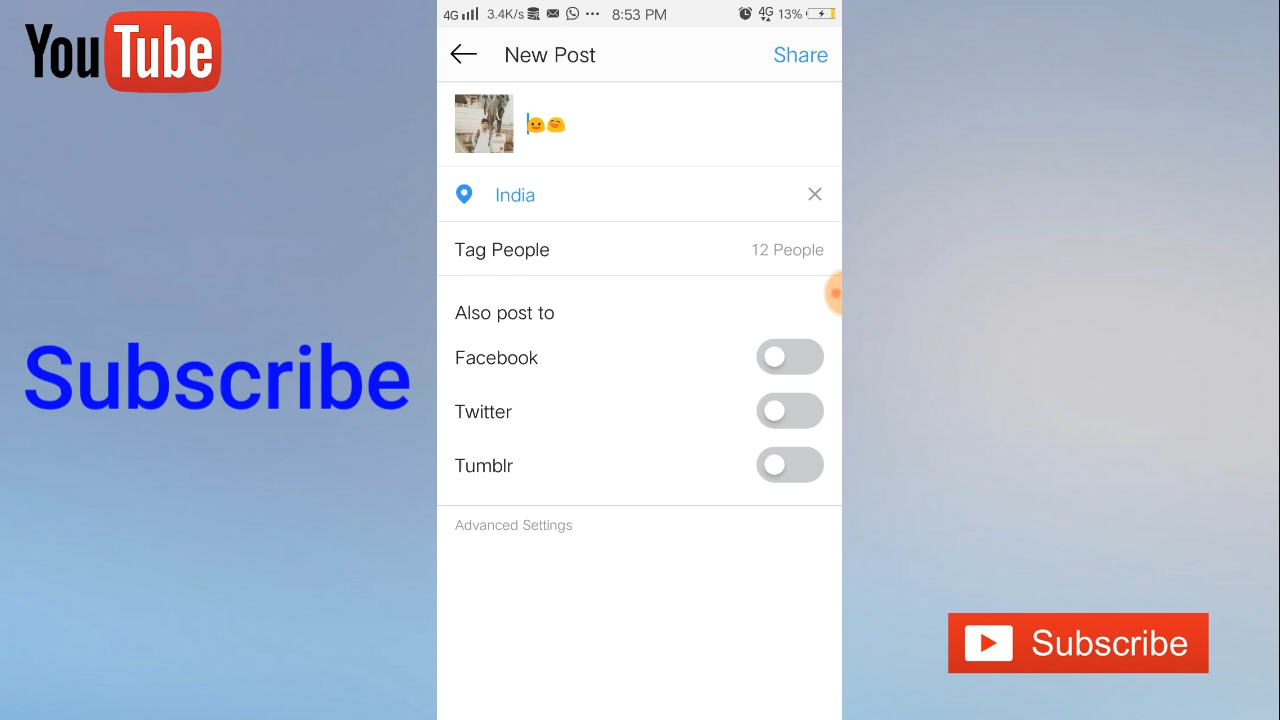 YouTube
4G 3.4K/s ... 8:53 PM 4G 13%
New Post Share
🙂😊
India ×
Tag People 12 People
Also post to
Facebook
Subscribe
Twitter
Tumblr
Advanced Settings
Subscribe